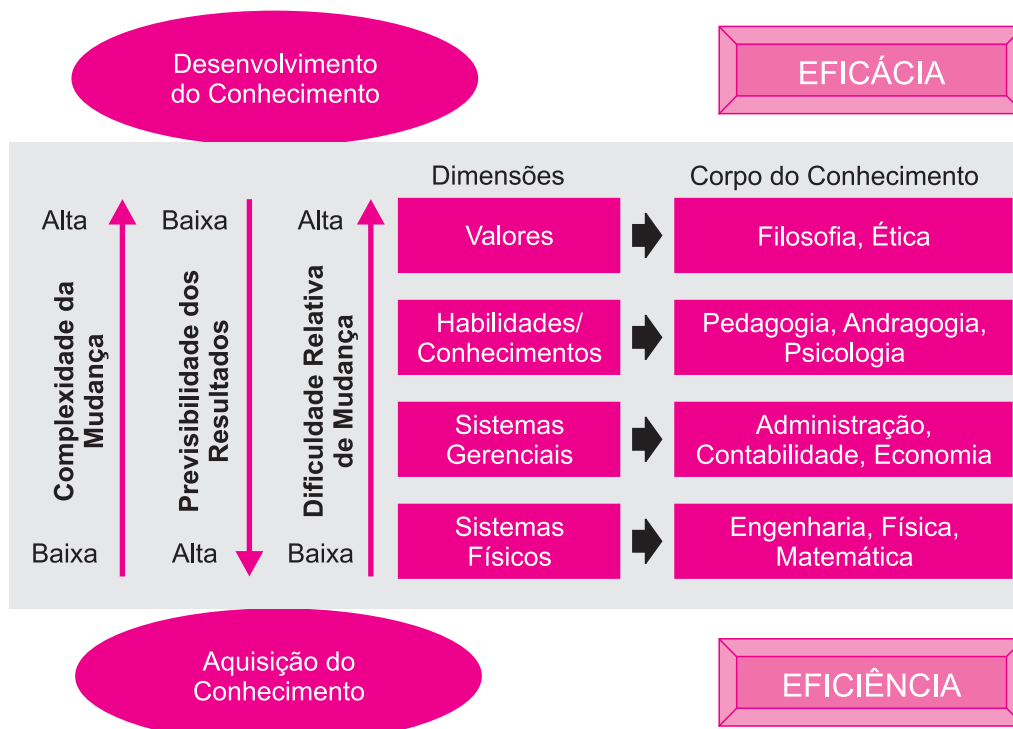 Desenvolvimento
do Conhecimento
EFICÁCIA
Dimensões
Corpo do Conhecimento
Alta
Baixa
Alta
Complexidade da
Mudança
Previsibilidade dos
Resultados
Dificuldade Relativa
de Mudança
Baixa
Alta
Baixa
Valores
Filosofia, Ética
Habilidades/
Conhecimentos
Pedagogia, Andragogia,
Psicologia
Sistemas
Gerenciais
Administração,
Contabilidade, Economia
Sistemas
Físicos
Engenharia, Física,
Matemática
Aquisição do
Conhecimento
EFICIÊNCIA